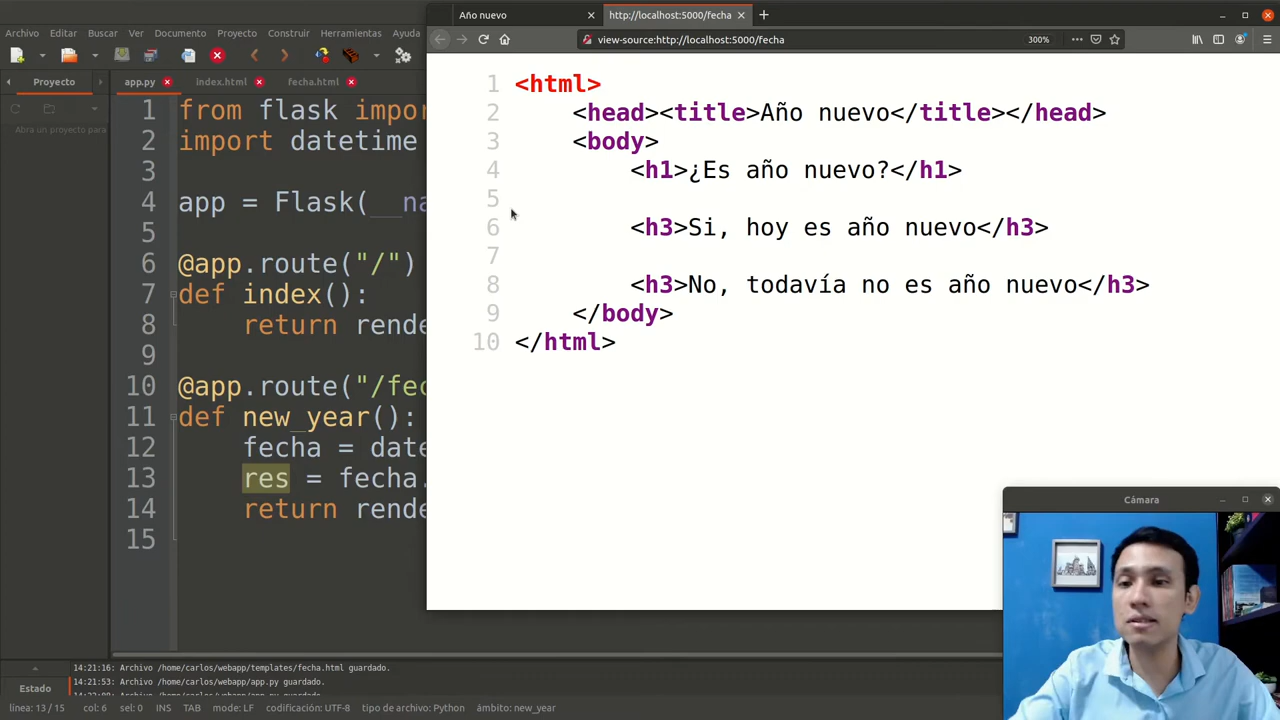 Año nuevo
http://localhost:5000/fecha
Archivo Editar Buscar Ver Documento Proyecto Construir Herramientas Ayuda
view-source:http://localhost:5000/fecha
300%
Proyecto
app.py
index.html
fecha.html
Abra un proyecto para
1 from flask impor
2 import datetime
3
4 app = Flask(__na
5
6 @app.route("/")
7 def index():
8 return rende
9
10 @app.route("/fec
11 def new_year():
12 fecha = date
13 res = fecha.
14 return rende
15
1 <html>
2 <head><title>Año nuevo</title></head>
3 <body>
4 <h1>¿Es año nuevo?</h1>
5
6 <h3>Si, hoy es año nuevo</h3>
7
8 <h3>No, todavía no es año nuevo</h3>
9 </body>
10 </html>
Cámara
14:21:16: Archivo /home/carlos/webapp/templates/fecha.html guardado.
14:21:53: Archivo /home/carlos/webapp/app.py guardado.
Estado
línea: 13 / 15 col: 6 sel: 0 INS TAB mode: LF codificación: UTF-8 tipo de archivo: Python ámbito: new_year